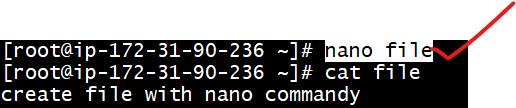 [root@ip-172-31-90-236 ~]# nano file
[root@ip-172-31-90-236 ~]# cat file
create file with nano commandy